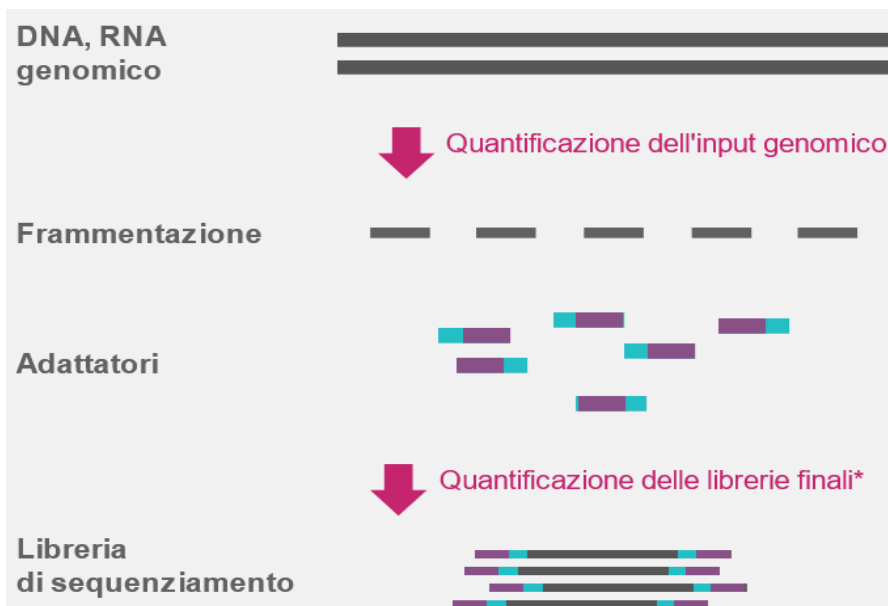 DNA, RNA
genomico
Quantificazione dell'input genomico
Frammentazione
Adattatori
Quantificazione delle librerie finali*
Libreria
di sequenziamento